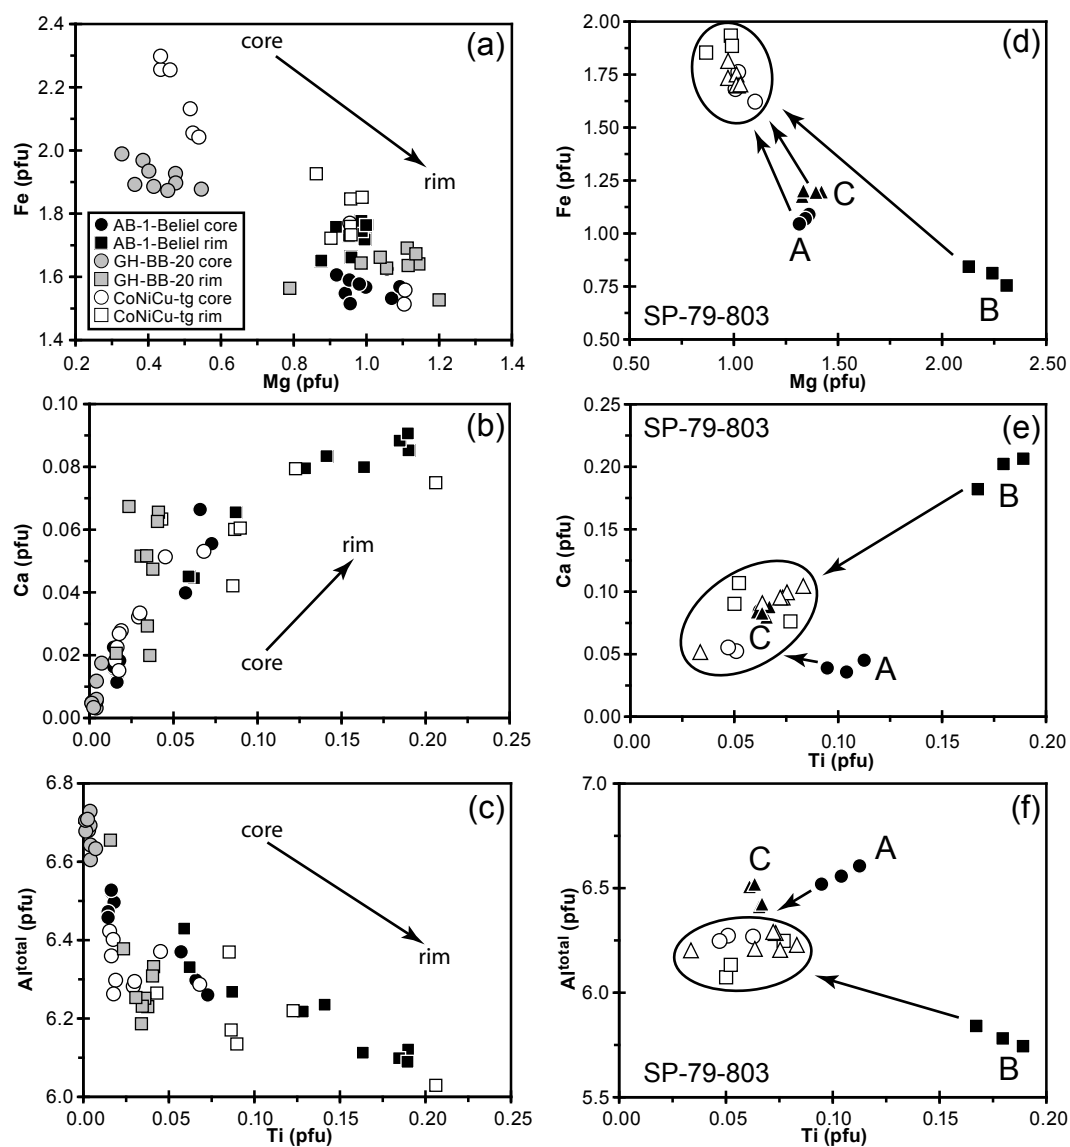 (a)
core
rim
2.4
2.2
2.0
1.8
1.6
1.4
Fe (pfu)
AB-1-Beliel core
AB-1-Beliel rim
GH-BB-20 core
GH-BB-20 rim
CoNiCu-tg core
CoNiCu-tg rim
0.2 0.4 0.6 0.8 1.0 1.2 1.4
Mg (pfu)
(d)
2.00
1.75
1.50
1.25
1.00
0.75
0.50
Fe (pfu)
C
A
B
SP-79-803
0.50 1.00 1.50 2.00 2.50
Mg (pfu)
(b)
0.10
0.08
0.06
0.04
0.02
0.00
Ca (pfu)
rim
core
0.00 0.05 0.10 0.15 0.20 0.25
Ti (pfu)
SP-79-803
(e)
0.25
0.20
0.15
0.10
0.05
0.00
Ca (pfu)
B
C
A
0.00 0.05 0.10 0.15 0.20
Ti (pfu)
(c)
6.8
6.6
6.4
6.2
6.0
Altotal (pfu)
core
rim
0.00 0.05 0.10 0.15 0.20 0.25
Ti (pfu)
(f)
7.0
6.5
6.0
5.5
Altotal (pfu)
C
A
B
SP-79-803
0.00 0.05 0.10 0.15 0.20
Ti (pfu)